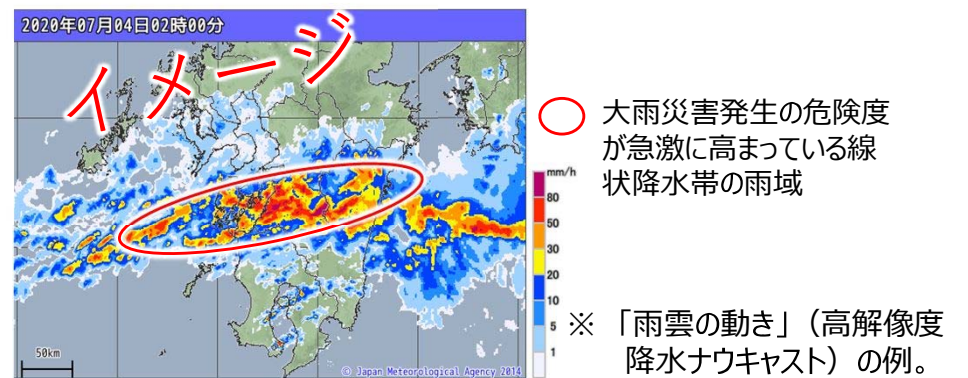 2020年07月04日02時00分
イメージ
大雨災害発生の危険度
が急激に高まっている線
状降水帯の雨域
mm/h
80
50
30
20
10
5
1
※ 「雨雲の動き」（高解像度
降水ナウキャスト）の例。
50km
© Japan Meteorological Agency 2014